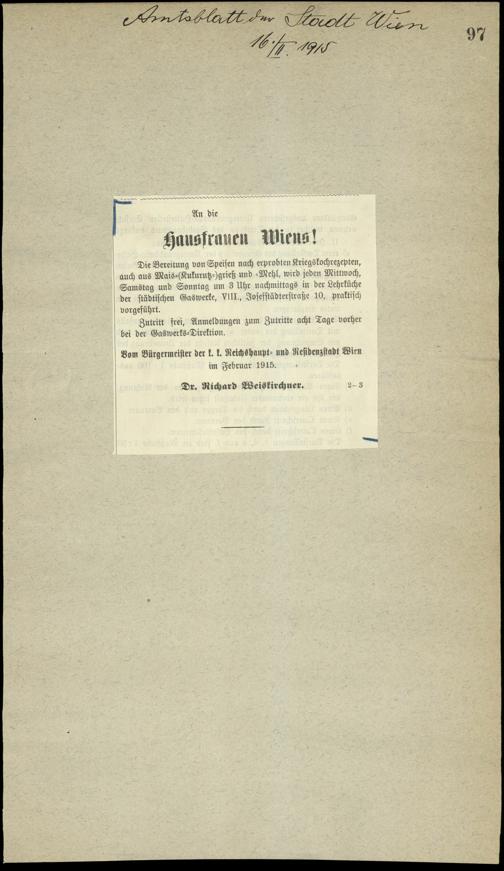 Amtsblatt der Stadt Wien
16./II. 1915
97
An die
Hausfrauen Wiens!
Die Bereitung von Speisen nach erprobten Kriegskochrezepten,
auch aus Mais-(Kukurutz-)grieß und -Mehl, wird jeden Mittwoch,
Samstag und Sonntag um 3 Uhr nachmittags in der Lehrküche
der städtischen Gaswerke, VIII., Josefstädterstraße 10, praktisch
vorgeführt.
Zutritt frei, Anmeldungen zum Zutritte acht Tage vorher
bei der Gaswerks-Direktion.
Vom Bürgermeister der k. k. Reichshaupt- und Residenzstadt Wien
im Februar 1915.
Dr. Richard Weiskirchner. 2–3